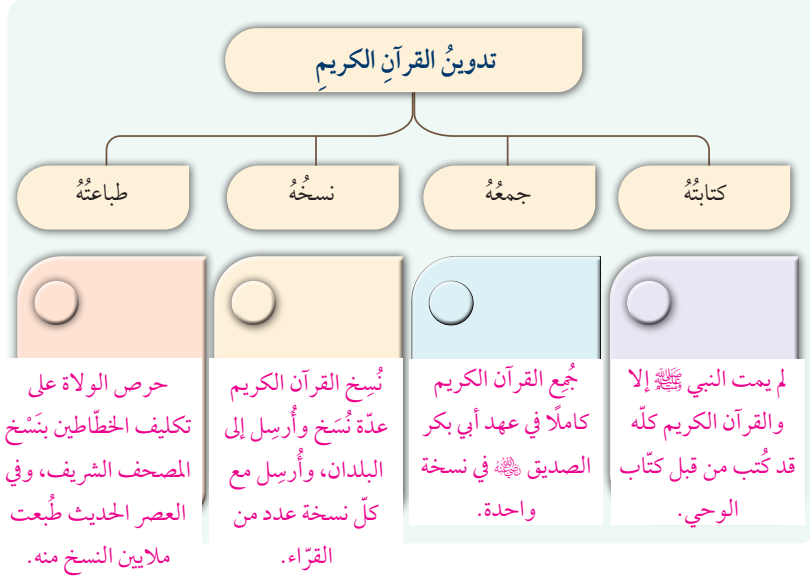 تدوينُ القرآنِ الكريمِ
كتابتُهُ
جمعُهُ
نسخُهُ
طباعتُهُ
لم يمت النبي ﷺ إلا
والقرآن الكريم كلّه
قد كُتب من قبل كتّاب
الوحي.
جُمِع القرآن الكريم
كاملًا في عهد أبي بكر
الصديق رضي الله عنه في نسخة
واحدة.
نُسِخ القرآن الكريم
عدّة نُسَخ وأُرسِل إلى
البلدان، وأُرسِل مع
كلّ نسخة عدد من
القرّاء.
حرص الولاة على
تكليف الخطّاطين بنَسْخ
المصحف الشريف، وفي
العصر الحديث طُبعت
ملايين النسخ منه.